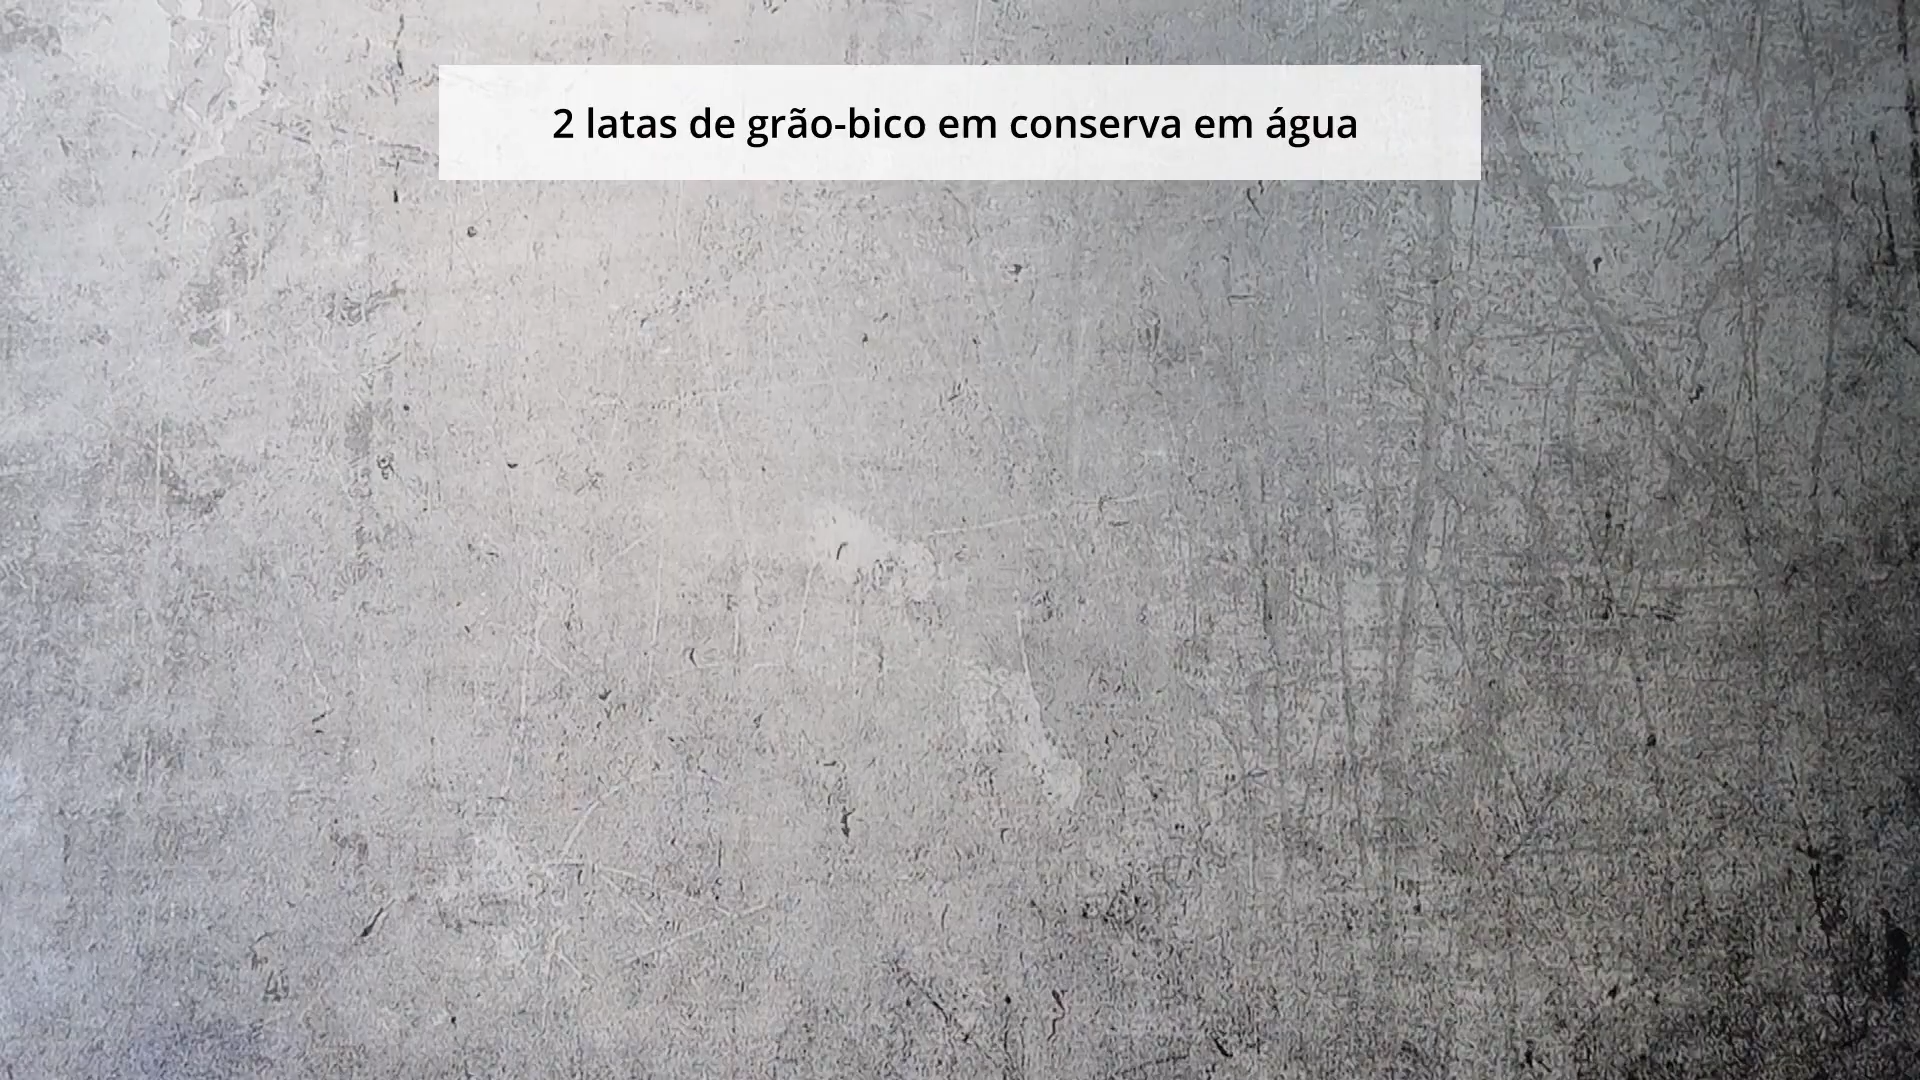 2 latas de grão-bico em conserva em água